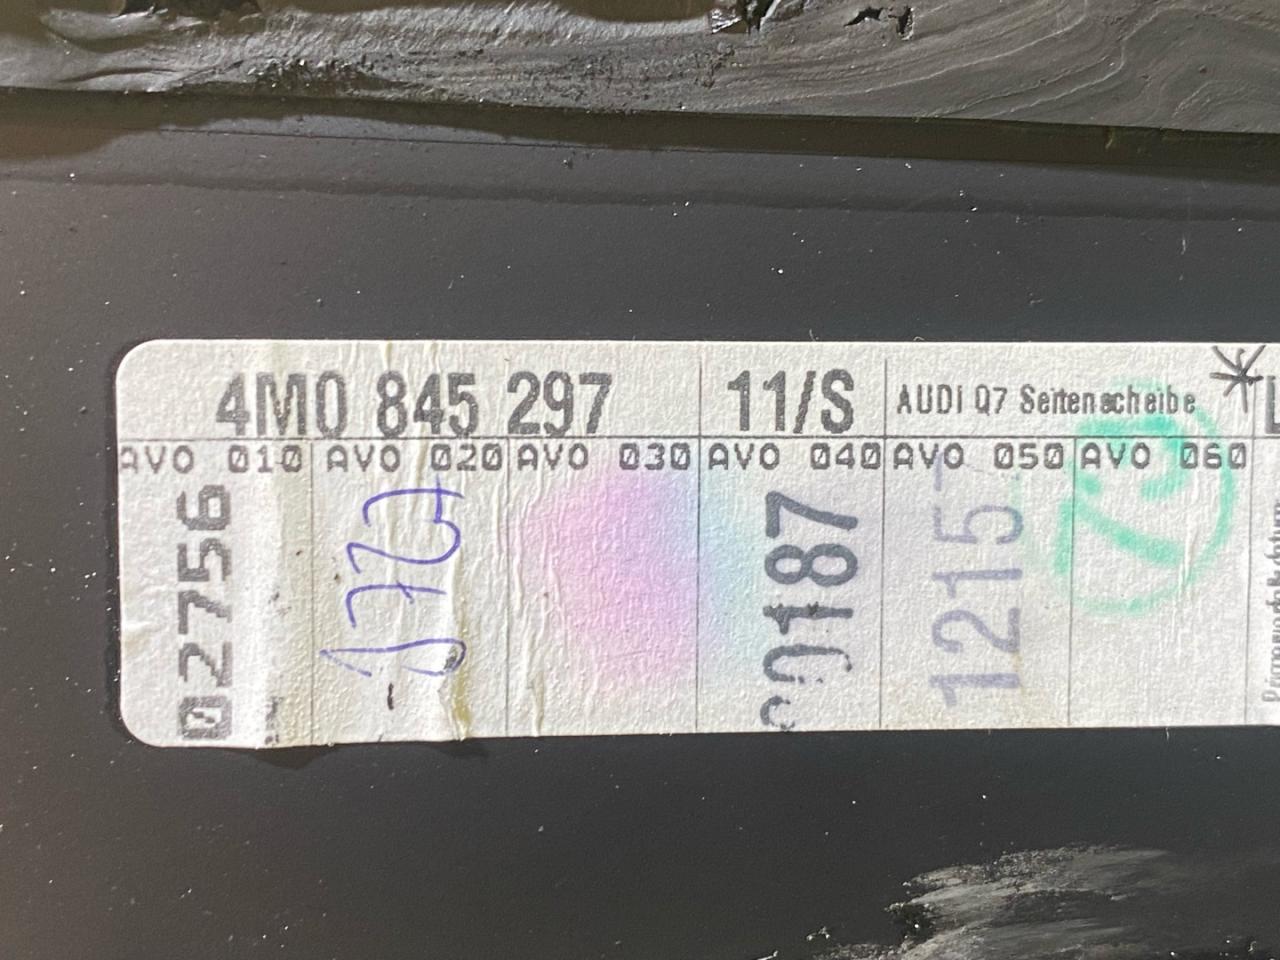 4M0 845 297 11/S AUDi Q7 Seitenscheibe
AVO 010 AVO 020 AVO 030 AVO 040 AVO 050 AVO 060
02756
1215